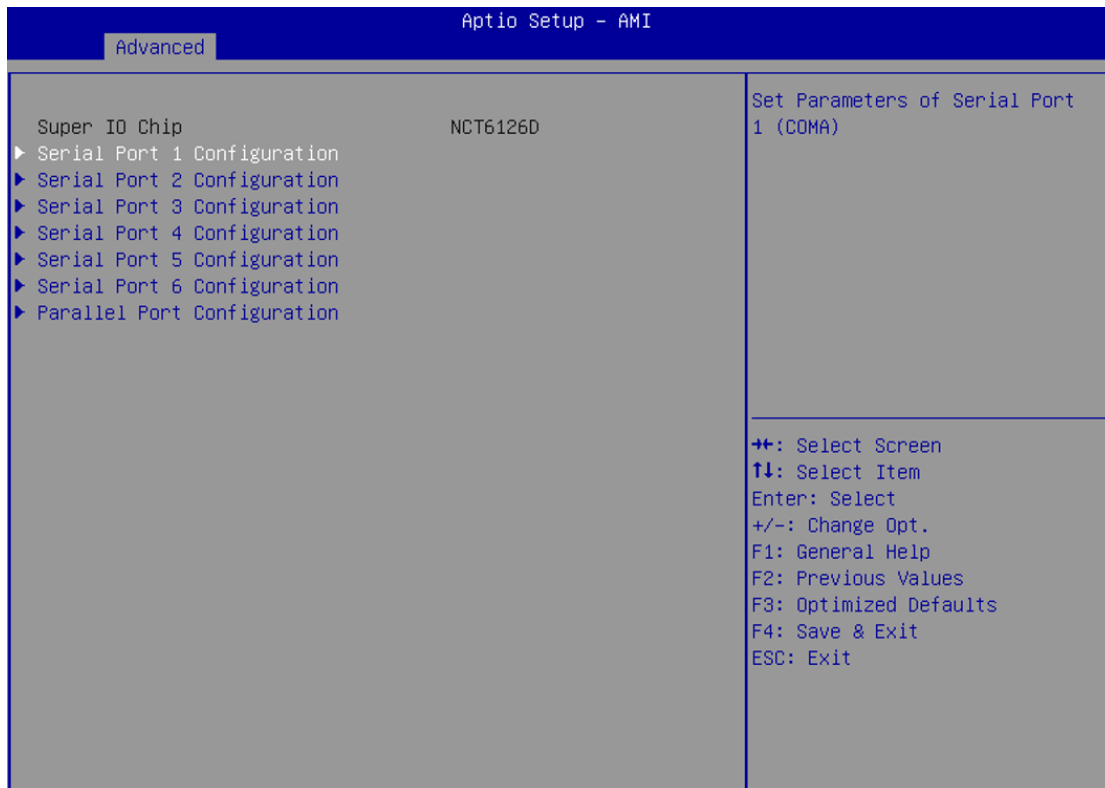 Aptio Setup – AMI
Advanced
Super IO Chip NCT6126D
Serial Port 1 Configuration
Serial Port 2 Configuration
Serial Port 3 Configuration
Serial Port 4 Configuration
Serial Port 5 Configuration
Serial Port 6 Configuration
Parallel Port Configuration
Set Parameters of Serial Port
1 (COMA)
→←: Select Screen
↑↓: Select Item
Enter: Select
+/-: Change Opt.
F1: General Help
F2: Previous Values
F3: Optimized Defaults
F4: Save & Exit
ESC: Exit